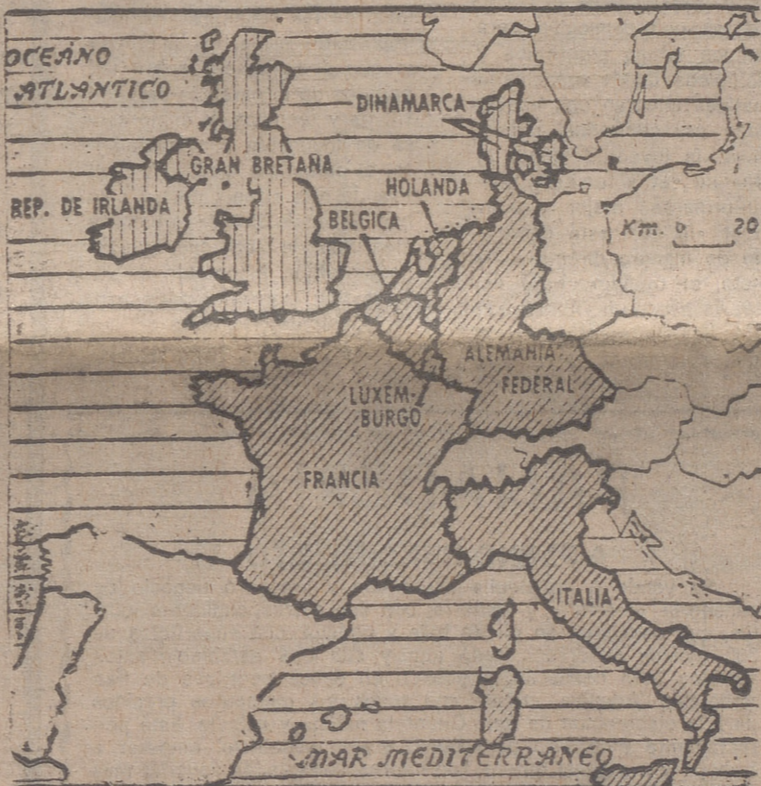 OCEANO
ATLANTICO
DINAMARCA
GRAN BRETAÑA
HOLANDA
REP. DE IRLANDA
BELGICA
Km. 0 20
ALEMANIA
FEDERAL
LUXEM-
BURGO
FRANCIA
ITALIA
MAR MEDITERRANEO